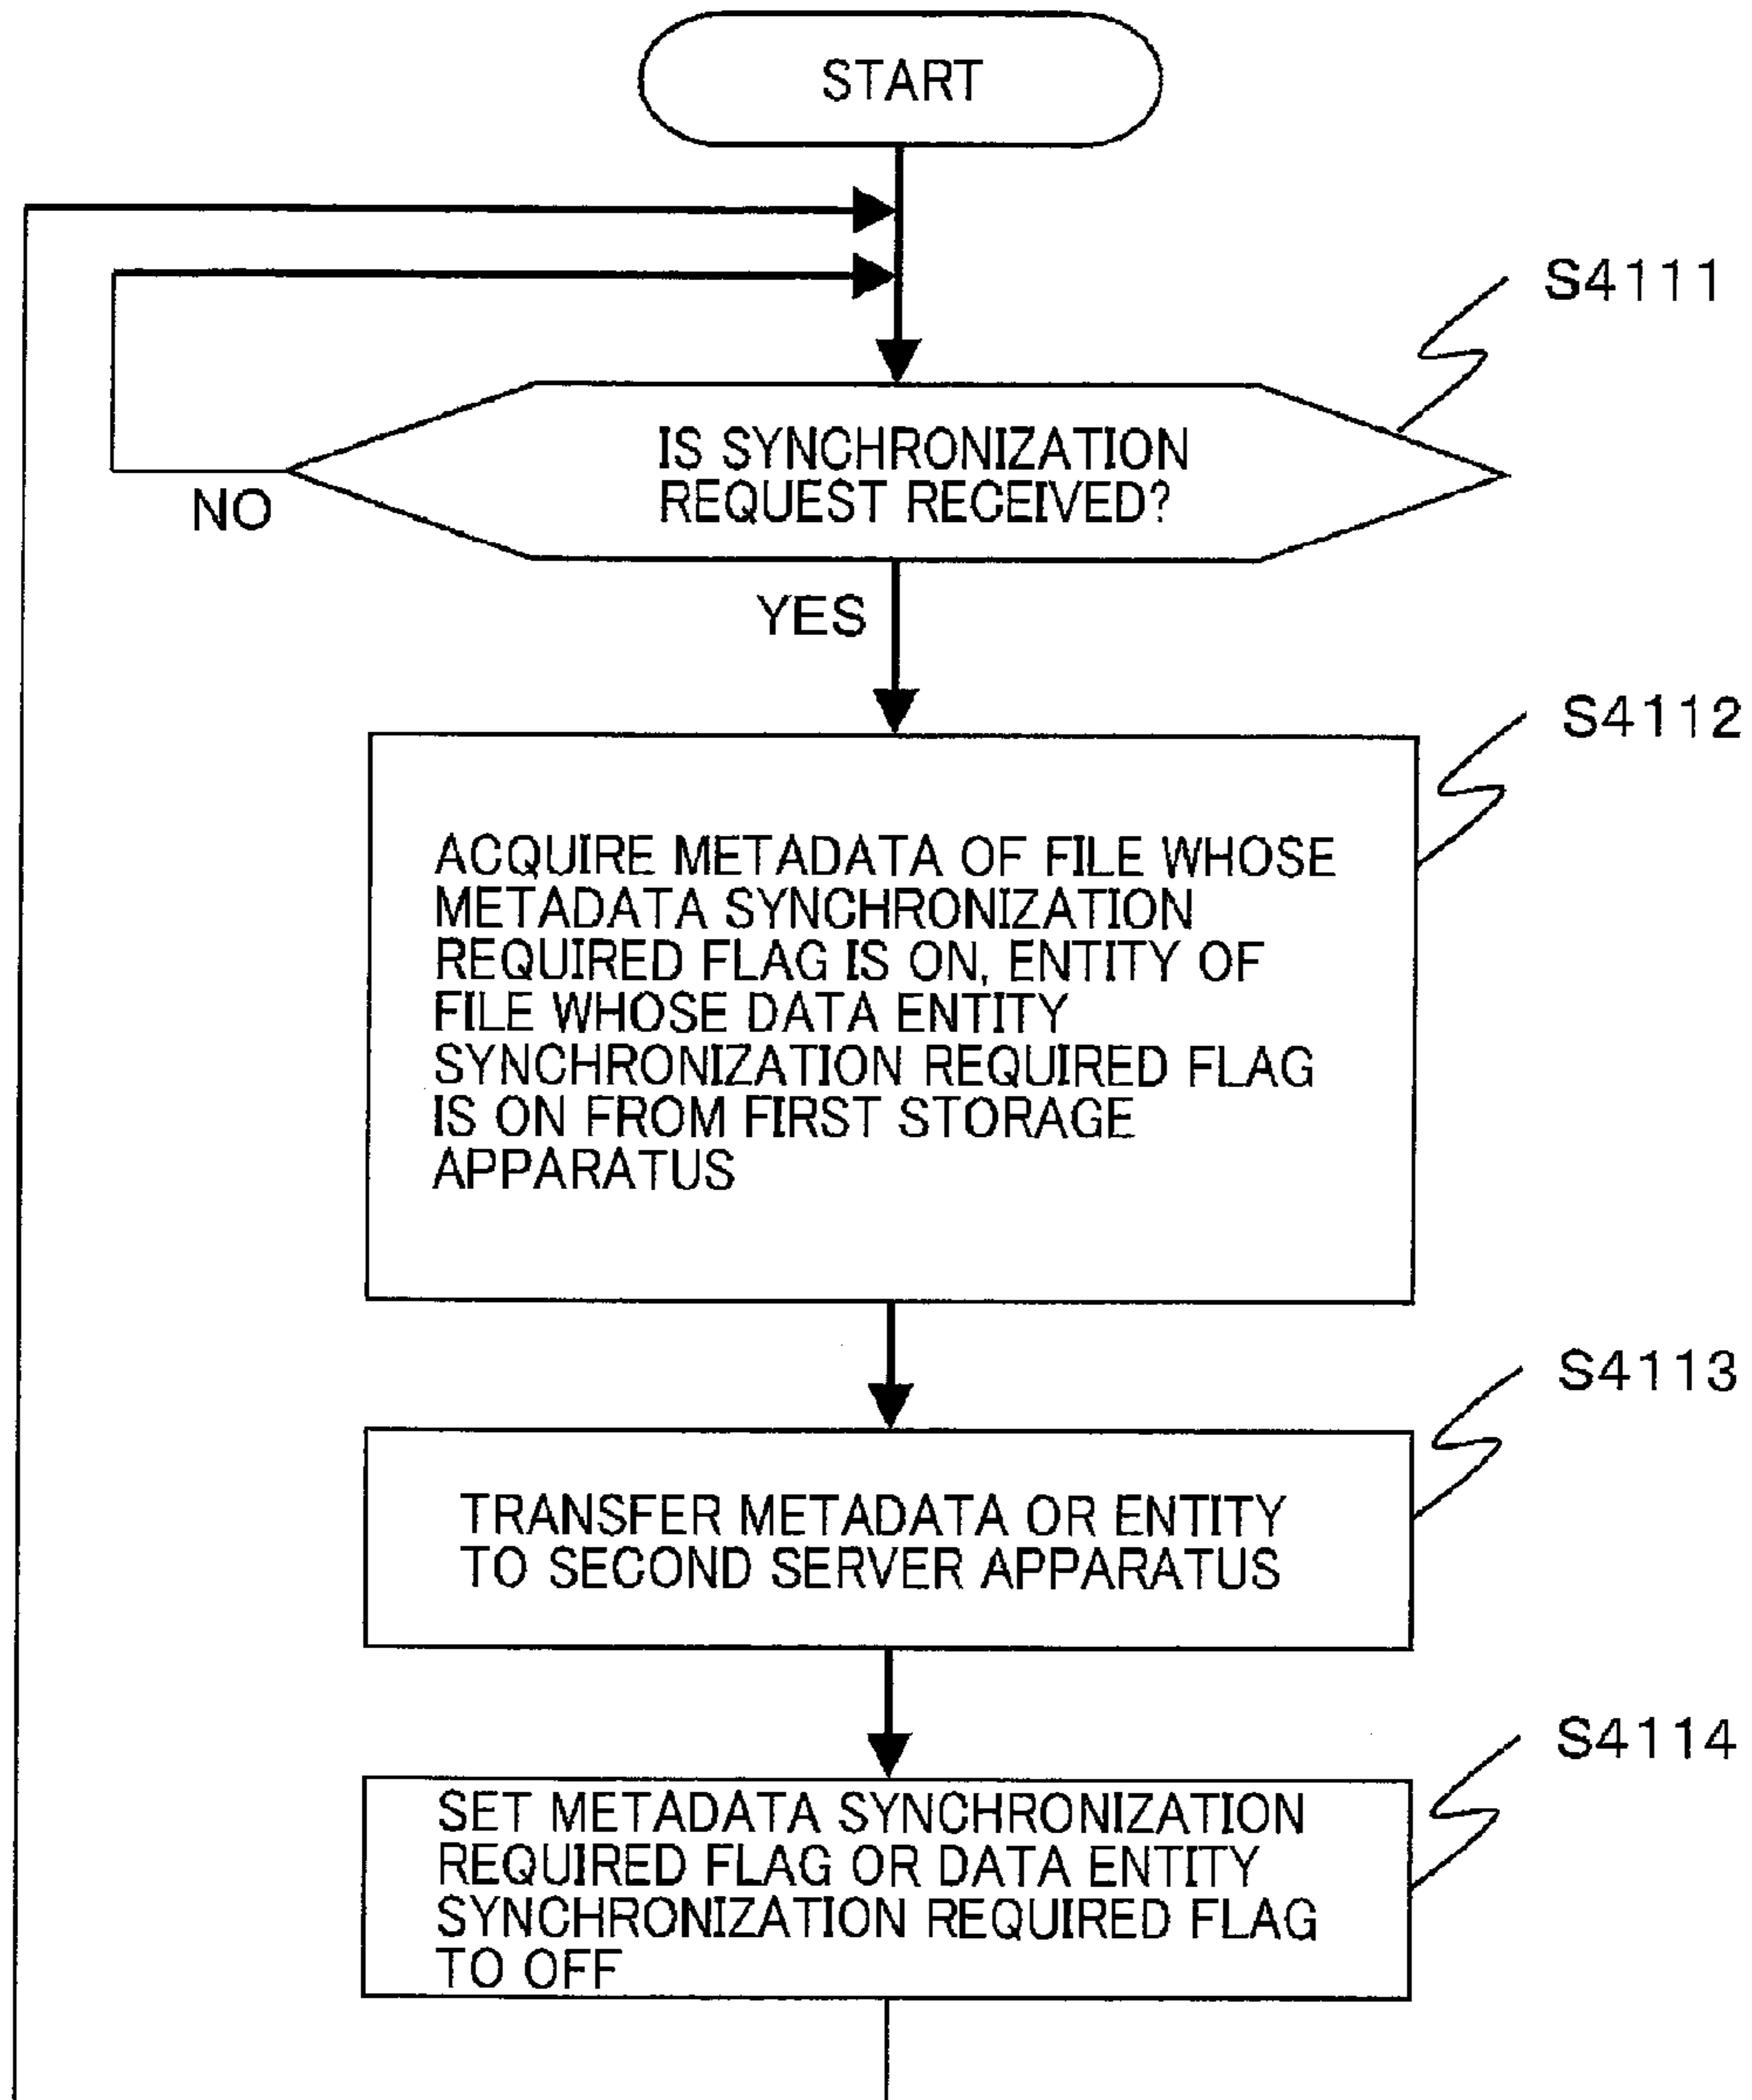 START
S4111
IS SYNCHRONIZATION
REQUEST RECEIVED?
NO
YES
S4112
ACQUIRE METADATA OF FILE WHOSE
METADATA SYNCHRONIZATION
REQUIRED FLAG IS ON, ENTITY OF
FILE WHOSE DATA ENTITY
SYNCHRONIZATION REQUIRED FLAG
IS ON FROM FIRST STORAGE
APPARATUS
S4113
TRANSFER METADATA OR ENTITY
TO SECOND SERVER APPARATUS
S4114
SET METADATA SYNCHRONIZATION
REQUIRED FLAG OR DATA ENTITY
SYNCHRONIZATION REQUIRED FLAG
TO OFF